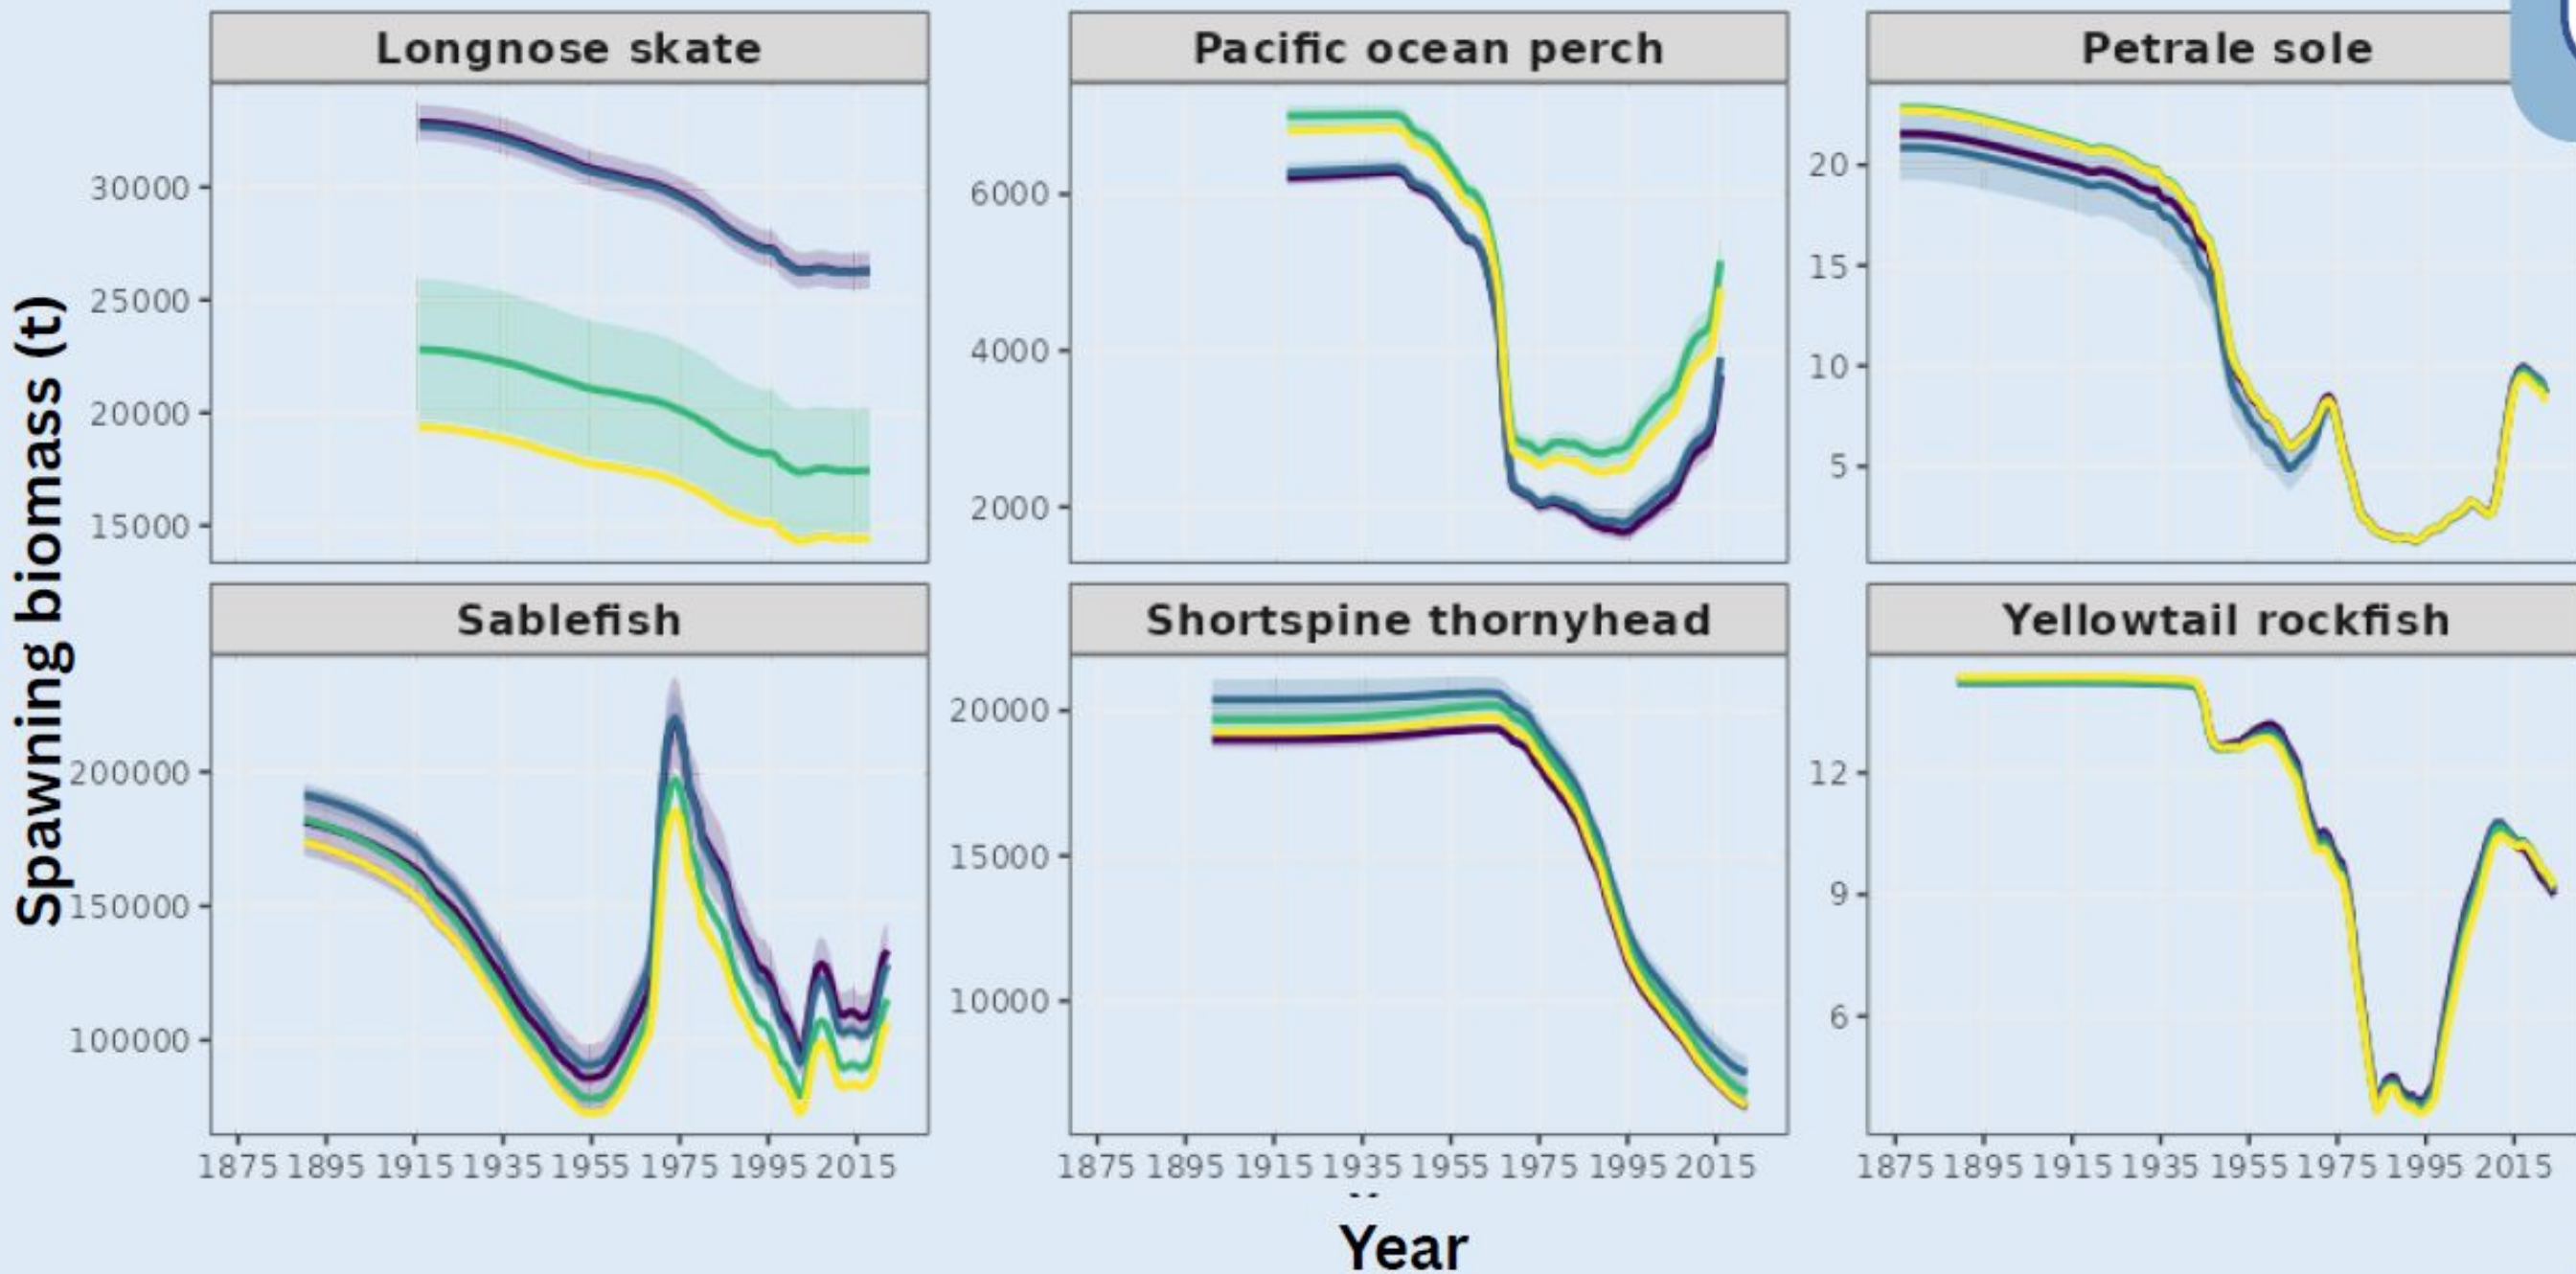 Longnose skate
Pacific ocean perch
Petrale sole
30000
25000
20000
15000
6000
4000
2000
20
15
10
5
Spawning biomass (t)
Sablefish
Shortspine thornyhead
Yellowtail rockfish
200000
150000
100000
20000
15000
10000
12
9
6
1875 1895 1915 1935 1955 1975 1995 2015
1875 1895 1915 1935 1955 1975 1995 2015
1875 1895 1915 1935 1955 1975 1995 2015
Year